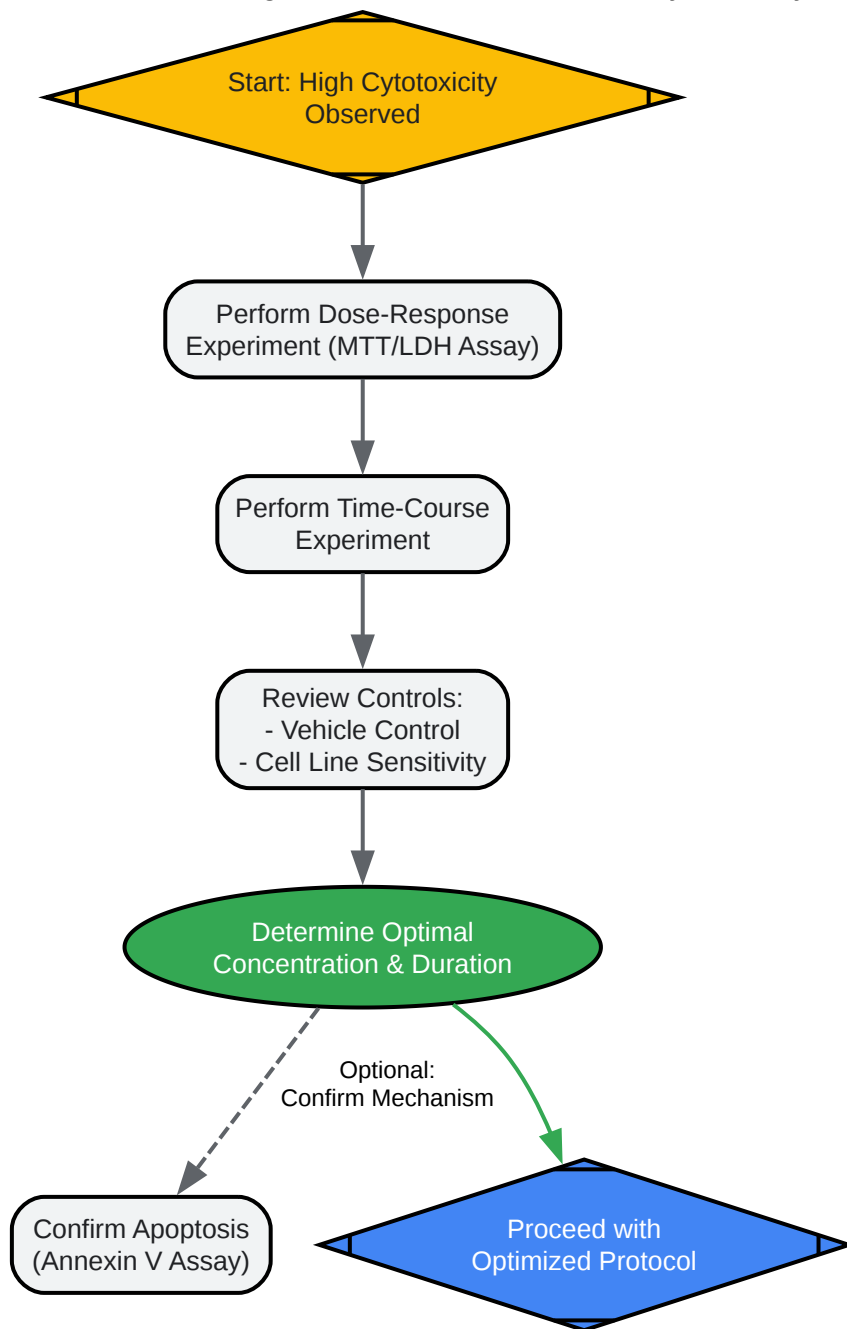 Start: High Cytotoxicity
Observed
Perform Dose-Response
Experiment (MTT/LDH Assay)
Perform Time-Course
Experiment
Review Controls:
- Vehicle Control
- Cell Line Sensitivity
Determine Optimal
Concentration & Duration
Optional:
Confirm Mechanism
Confirm Apoptosis
(Annexin V Assay)
Proceed with
Optimized Protocol